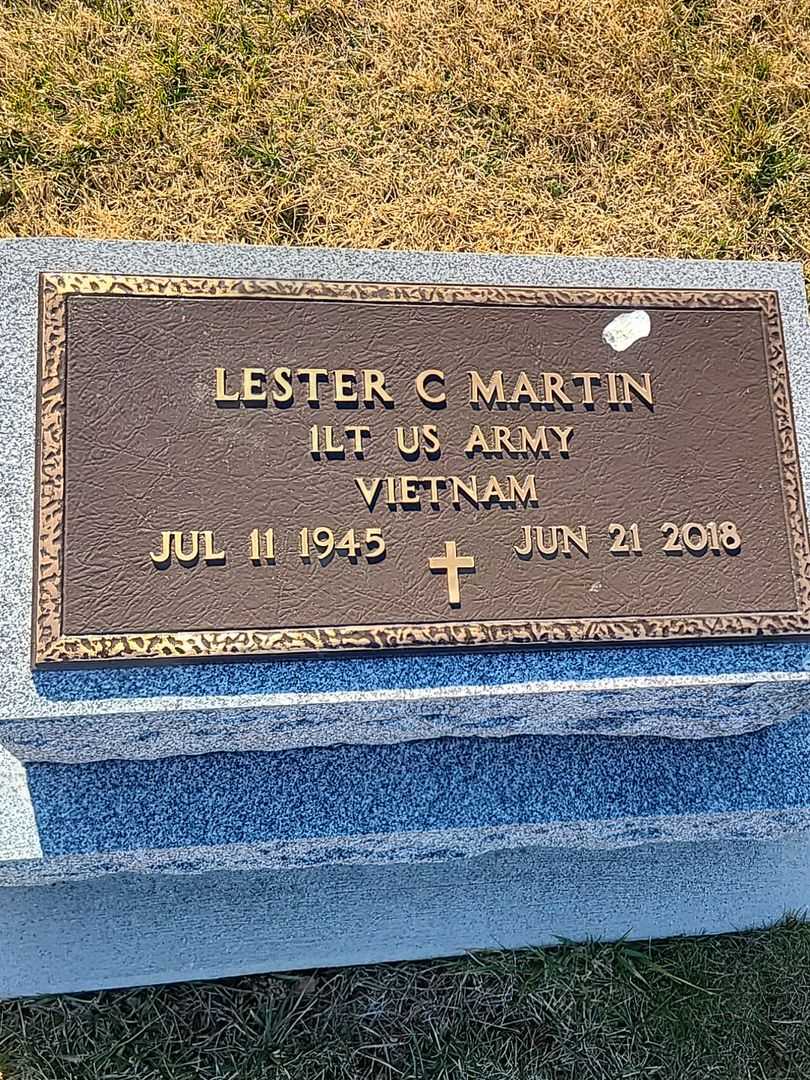 LESTER C MARTIN
1LT US ARMY
VIETNAM
JUL 11 1945 JUN 21 2018